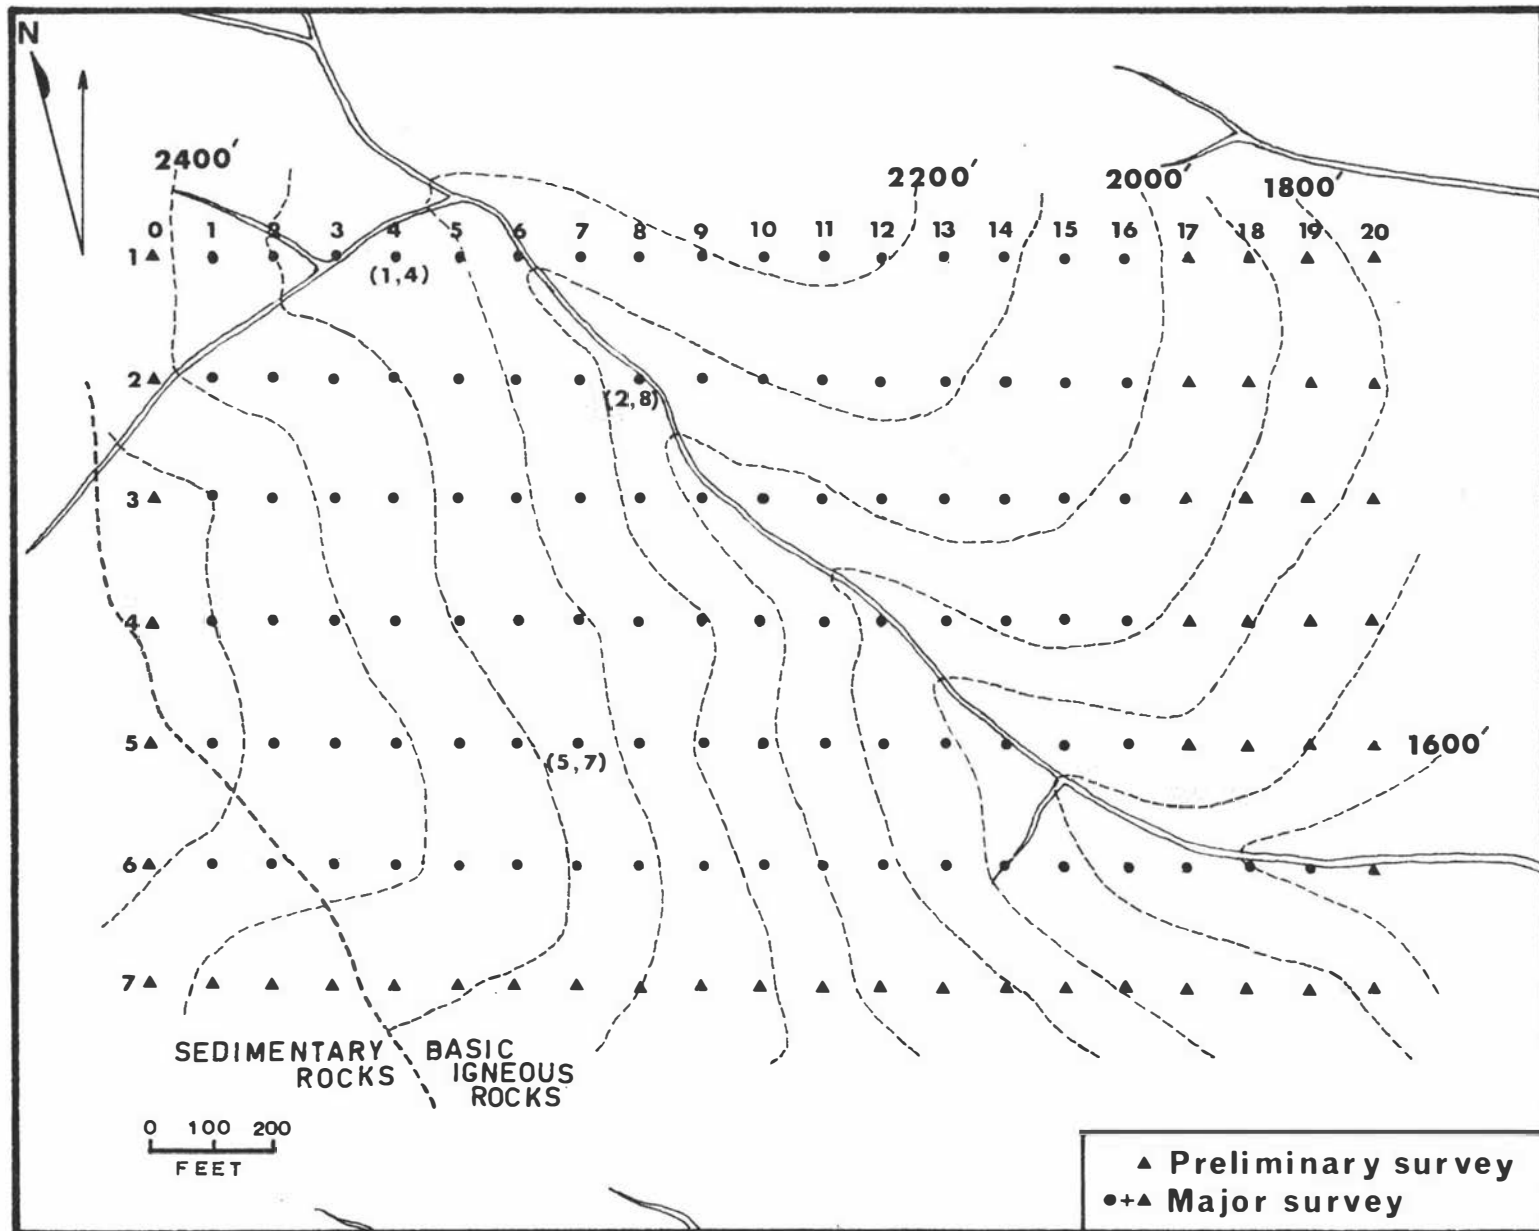 N
2400'
2200'
2000'
1800'
0 1 2 3 4 5 6 7 8 9 10 11 12 13 14 15 16 17 18 19 20
1
(1,4)
2
(2,8)
3
4
5
(5,7)
1600'
6
7
SEDIMENTARY ROCKS
BASIC IGNEOUS ROCKS
0 100 200
FEET
▲ Preliminary survey
●+▲ Major survey